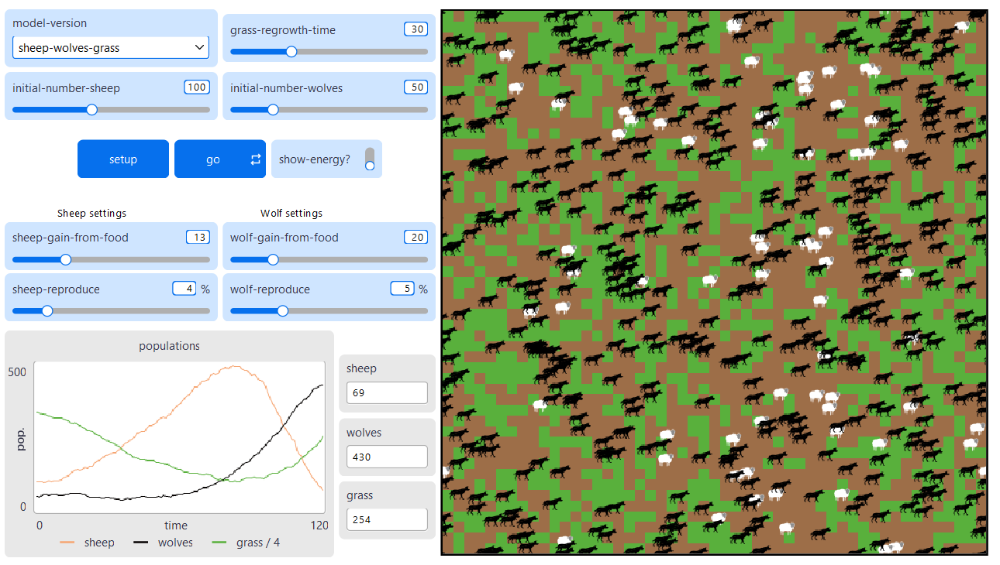 model-version
sheep-wolves-grass
grass-regrowth-time 30
initial-number-sheep 100
initial-number-wolves 50
setup
go
show-energy?
Sheep settings
Wolf settings
sheep-gain-from-food 13
wolf-gain-from-food 20
sheep-reproduce 4 %
wolf-reproduce 5 %
populations
500
pop.
0
0 time 120
sheep wolves grass / 4
sheep
69
wolves
430
grass
254